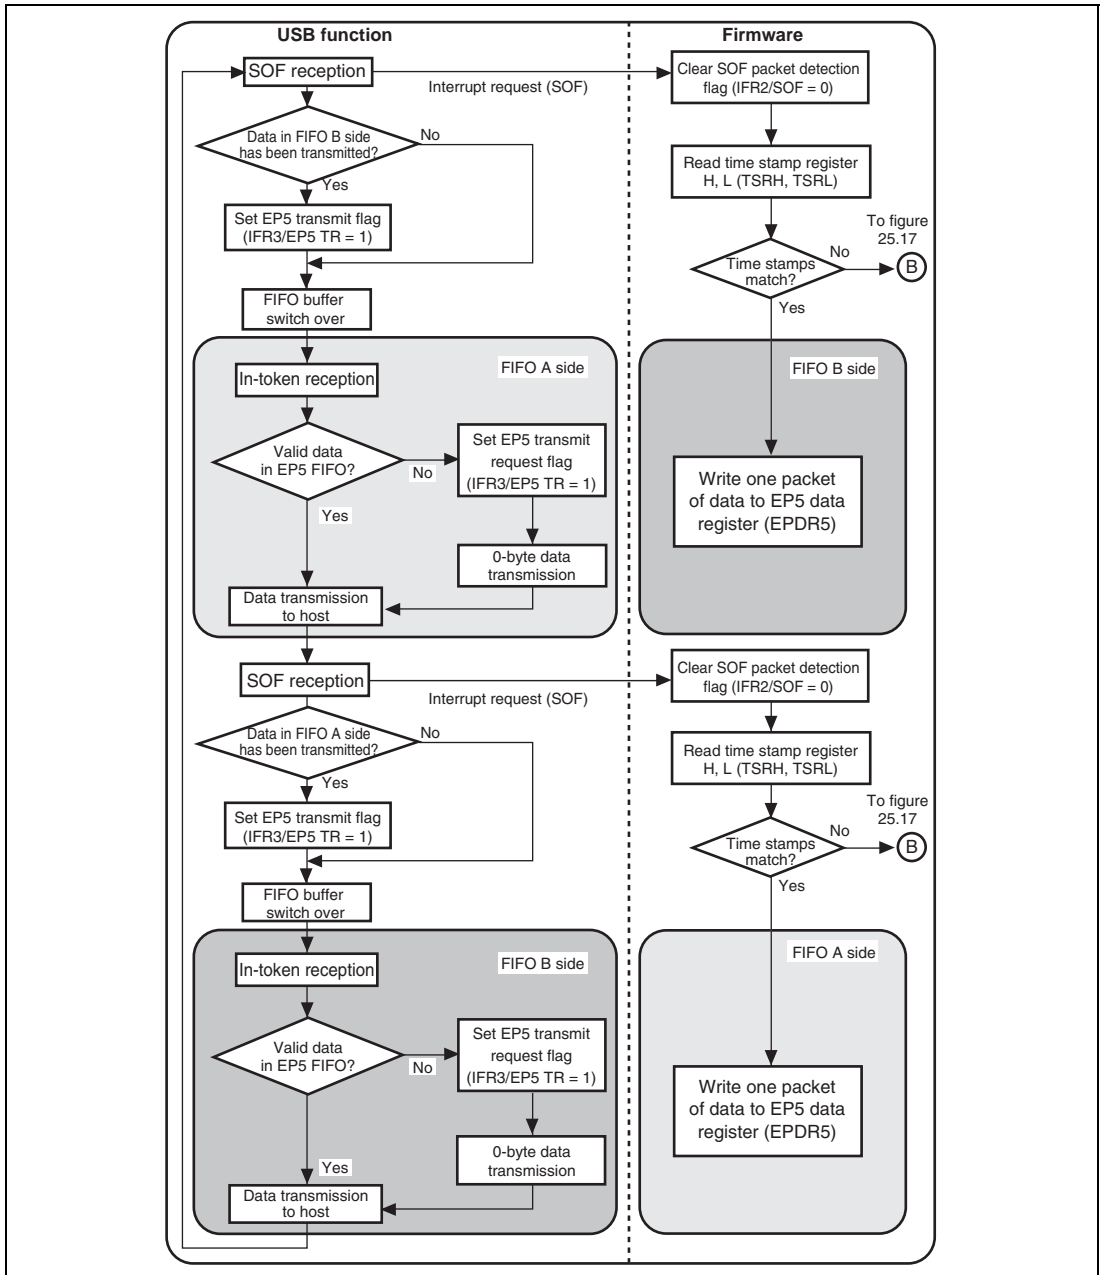 USB function
Firmware
SOF reception
Interrupt request (SOF)
Clear SOF packet detection
flag (IFR2/SOF = 0)
Data in FIFO B side
has been transmitted?
No
Yes
Read time stamp register
H, L (TSRH, TSRL)
Set EP5 transmit flag
(IFR3/EP5 TS = 1)
To figure
25.17
Time stamps
match?
No
B
Yes
FIFO buffer
switch over
FIFO A side
In-token reception
Valid data
in EP5 FIFO?
No
Yes
Set EP5 transmit
request flag
(IFR3/EP5 TR = 1)
0-byte data
transmission
Data transmission
to host
FIFO B side
Write one packet
of data to EP5 data
register (EPDR5)
SOF reception
Interrupt request (SOF)
Clear SOF packet detection
flag (IFR2/SOF = 0)
Data in FIFO A side
has been transmitted?
No
Yes
Read time stamp register
H, L (TSRH, TSRL)
Set EP5 transmit flag
(IFR3/EP5 TR = 1)
To figure
25.17
Time stamps
match?
No
B
Yes
FIFO buffer
switch over
FIFO B side
In-token reception
Valid data
in EP5 FIFO?
No
Yes
Set EP5 transmit
request flag
(IFR3/EP5 TR = 1)
0-byte data
transmission
Data transmission
to host
FIFO A side
Write one packet
of data to EP5 data
register (EPDR5)